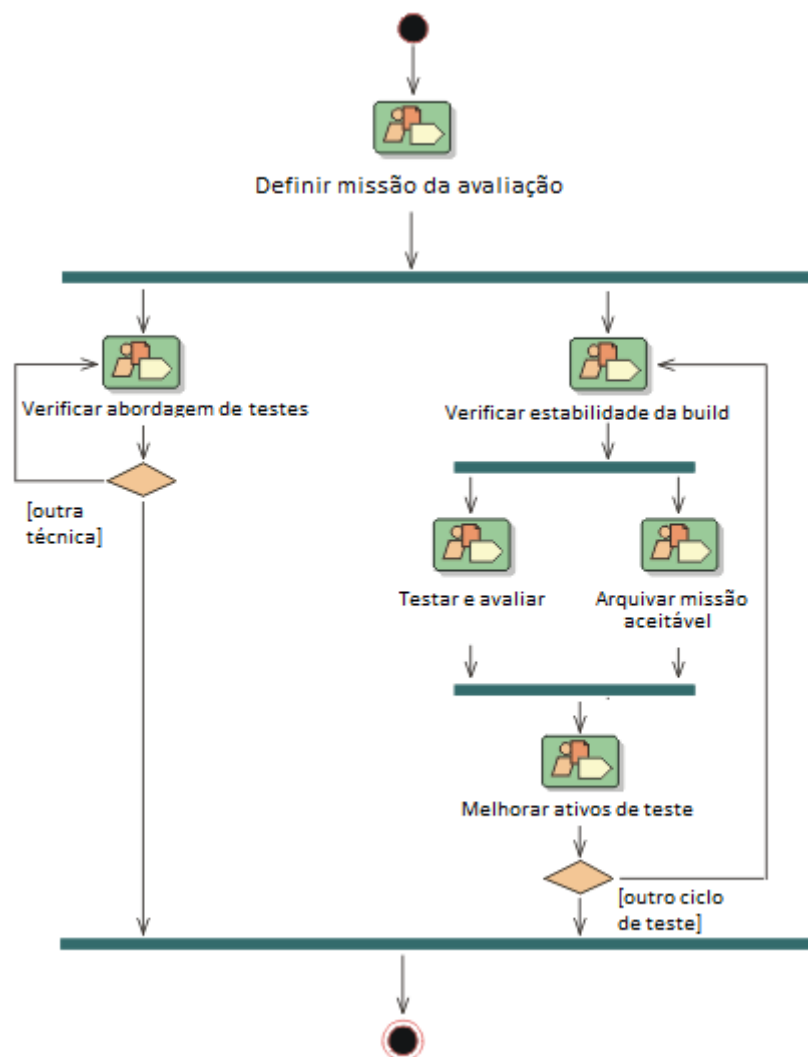 Definir missão da avaliação
Verificar abordagem de testes
[outra
técnica]
Verificar estabilidade da build
Testar e avaliar
Arquivar missão
aceitável
Melhorar ativos de teste
[outro ciclo
de teste]